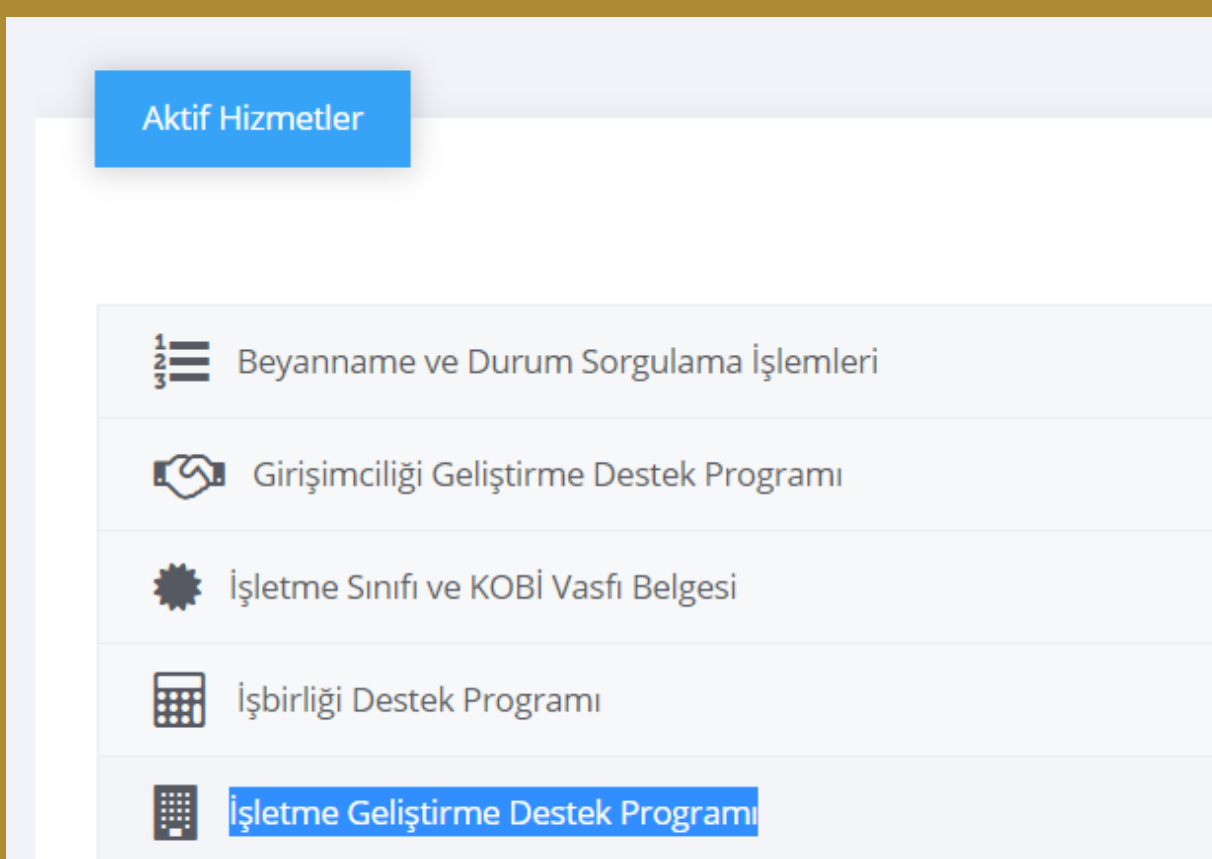 Aktif Hizmetler
Beyanname ve Durum Sorgulama İşlemleri
Girişimciliği Geliştirme Destek Programı
İşletme Sınıfı ve KOBİ Vasfı Belgesi
İşbirliği Destek Programı
İşletme Geliştirme Destek Programı